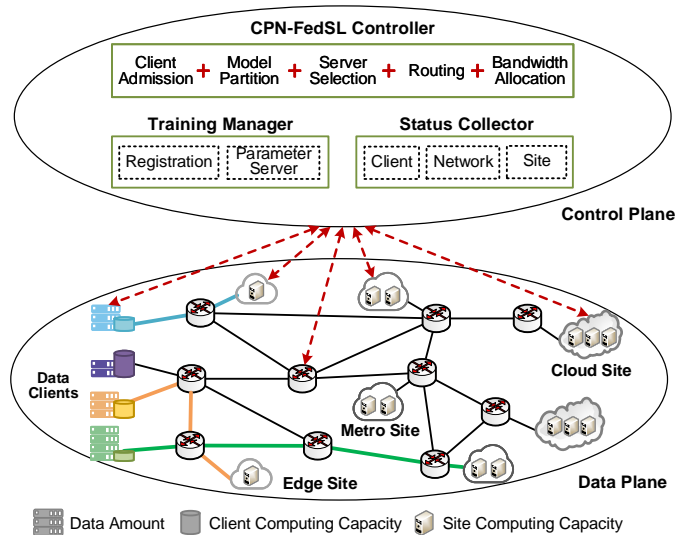 CPN-FedSL Controller
Client Admission + Model Partition + Server Selection + Routing + Bandwidth Allocation
Training Manager
Status Collector
Registration
Parameter Server
Client
Network
Site
Control Plane
Data Clients
Cloud Site
Metro Site
Edge Site
Data Plane
Data Amount
Client Computing Capacity
Site Computing Capacity